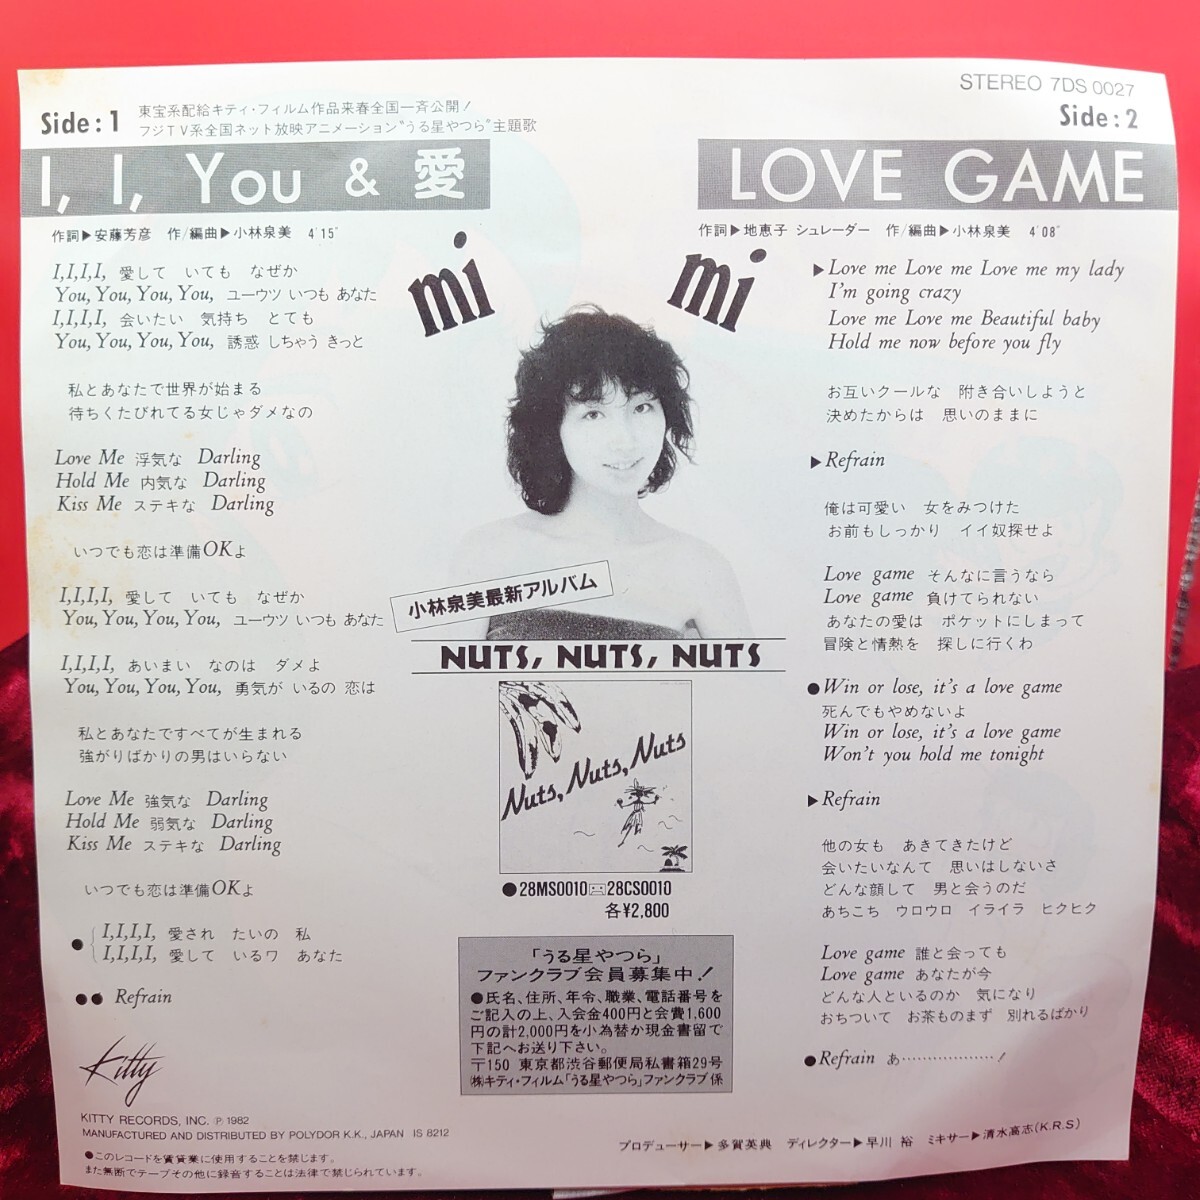 STEREO 7DS 0027
Side : 1
東宝系配給キティ・フィルム作品来春全国一斉公開！
フジTV系全国ネット放映アニメーション“うる星やつら”主題歌
I, I, You & 愛
作詞▶安藤芳彦 作/編曲▶小林泉美 4'15"
I,I,I,I, 愛して いても なぜか
You, You, You, You, ユーウツ いつも あなた
I,I,I,I, 会いたい 気持ち とても
You, You, You, You, 誘惑 しちゃう きっと
私とあなたで世界が始まる
待ちくたびれてる女じゃダメなの
Love Me 浮気な Darling
Hold Me 内気な Darling
Kiss Me ステキな Darling
いつでも恋は準備OKよ
I,I,I,I, 愛して いても なぜか
You, You, You, You, ユーウツ いつも あなた
I,I,I,I, あいまい なのは ダメよ
You, You, You, You, 勇気が いるの 恋は
私とあなたですべてが生まれる
強がりばかりの男はいらない
Love Me 強気な Darling
Hold Me 弱気な Darling
Kiss Me ステキな Darling
いつでも恋は準備OKよ
● I,I,I,I, 愛され たいの 私
I,I,I,I, 愛して いるワ あなた
●● Refrain
Kitty
KITTY RECORDS, INC. Ⓟ 1982
MANUFACTURED AND DISTRIBUTED BY POLYDOR K.K., JAPAN IS 8212
●このレコードを賃貸業に使用することを禁じます。
また無断でテープその他に録音することは法律で禁じられています。
mi
mi
小林泉美最新アルバム
NUTS, NUTS, NUTS
Nuts, Nuts, Nuts
●28MS0010 28CS0010
各¥2,800
「うる星やつら」
ファンクラブ会員募集中！
●氏名、住所、年令、職業、電話番号を
ご記入の上、入会金400円と会費1,600
円の計2,000円を小為替か現金書留で
下記へお送り下さい。
〒150 東京都渋谷郵便局私書箱29号
㈱キティ・フィルム「うる星やつら」ファンクラブ係
Side : 2
LOVE GAME
作詞▶地恵子 シュレーダー 作/編曲▶小林泉美 4'08"
▶Love me Love me Love me my lady
I'm going crazy
Love me Love me Beautiful baby
Hold me now before you fly
お互いクールな 附き合いしようと
決めたからは 思いのままに
▶Refrain
俺は可愛い 女をみつけた
お前もしっかり イイ奴探せよ
Love game そんなに言うなら
Love game 負けてられない
あなたの愛は ポケットにしまって
冒険と情熱を 探しに行くわ
●Win or lose, it's a love game
死んでもやめないよ
Win or lose, it's a love game
Won't you hold me tonight
▶Refrain
他の女も あきてきたけど
会いたいなんて 思いはしないさ
どんな顔して 男と会うのだ
あちこち ウロウロ イライラ ヒクヒク
Love game 誰と会っても
Love game あなたが今
どんな人といるのか 気になり
おちついて お茶ものまず 別れるばかり
●Refrain あ………………！
プロデューサー▶多賀英典 ディレクター▶早川 裕 ミキサー▶清水高志(K.R.S)